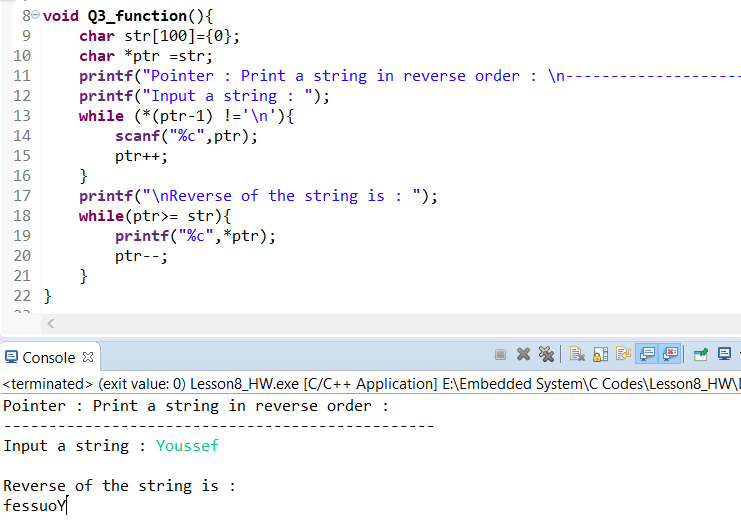 8 void Q3_function(){
9 char str[100]={0};
10 char *ptr =str;
11 printf("Pointer : Print a string in reverse order : \n--------------------
12 printf("Input a string : ");
13 while (*(ptr-1) !='\n'){
14 scanf("%c",ptr);
15 ptr++;
16 }
17 printf("\nReverse of the string is : ");
18 while(ptr>= str){
19 printf("%c",*ptr);
20 ptr--;
21 }
22 }
Console
<terminated> (exit value: 0) Lesson8_HW.exe [C/C++ Application] E:\Embedded System\C Codes\Lesson8_HW\
Pointer : Print a string in reverse order :
------------------------------------------------
Input a string : Youssef
Reverse of the string is :
fessuoY